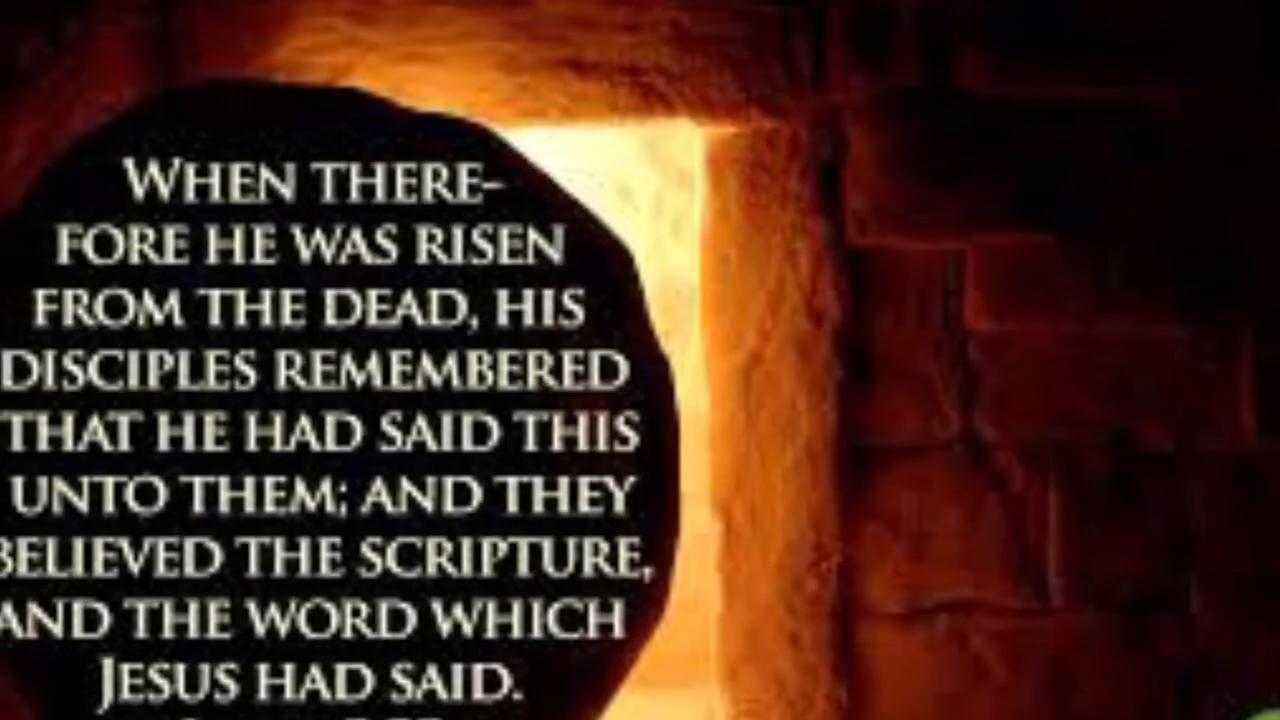 WHEN THERE-
FORE HE WAS RISEN
FROM THE DEAD, HIS
DISCIPLES REMEMBERED
THAT HE HAD SAID THIS
UNTO THEM; AND THEY
BELIEVED THE SCRIPTURE,
AND THE WORD WHICH
JESUS HAD SAID.